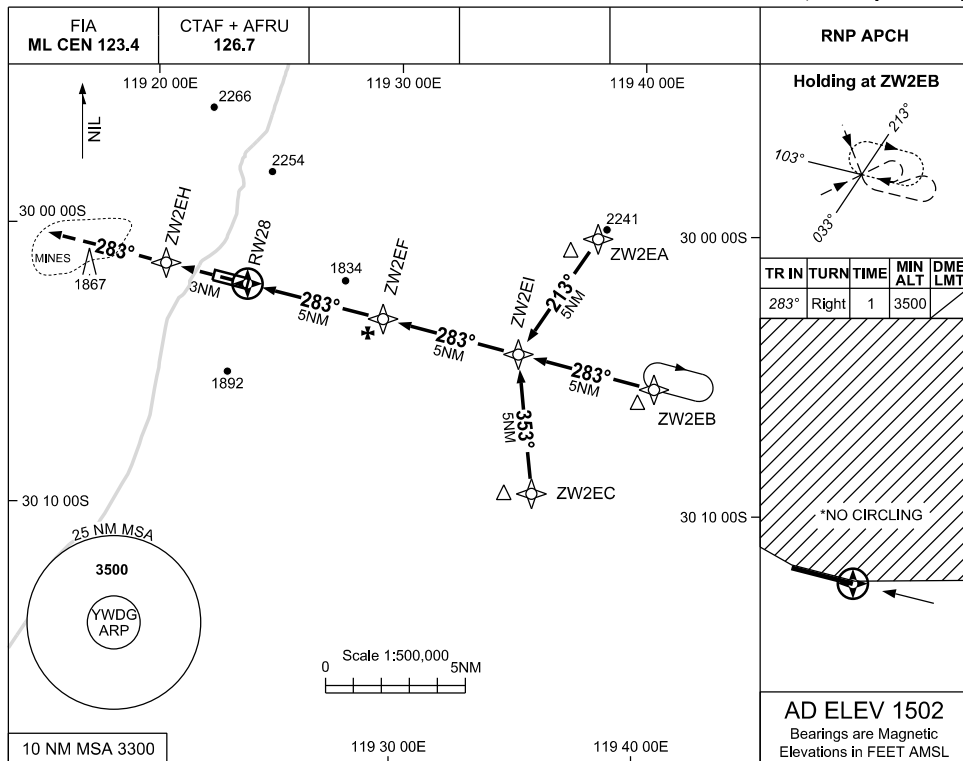 FIA
ML CEN 123.4
CTAF + AFRU
126.7
RNP APCH
119 20 00E
119 30 00E
119 40 00E
Holding at ZW2EB
213°
103°
033°
NIL
2266
2254
30 00 00S
30 00 00S
ZW2EH
RW28
ZW2EF
ZW2EI
2241
ZW2EA
283°
MINES
1867
3NM
1834
283°
5NM
213°
5NM
283°
5NM
283°
5NM
ZW2EB
1892
353°
5NM
ZW2EC
TR IN TURN TIME MIN ALT DME LMT
283° Right 1 3500
30 10 00S
30 10 00S
*NO CIRCLING
25 NM MSA
3500
YWDG
ARP
Scale 1:500,000
0 5NM
10 NM MSA 3300
119 30 00E
119 40 00E
AD ELEV 1502
Bearings are Magnetic
Elevations in FEET AMSL